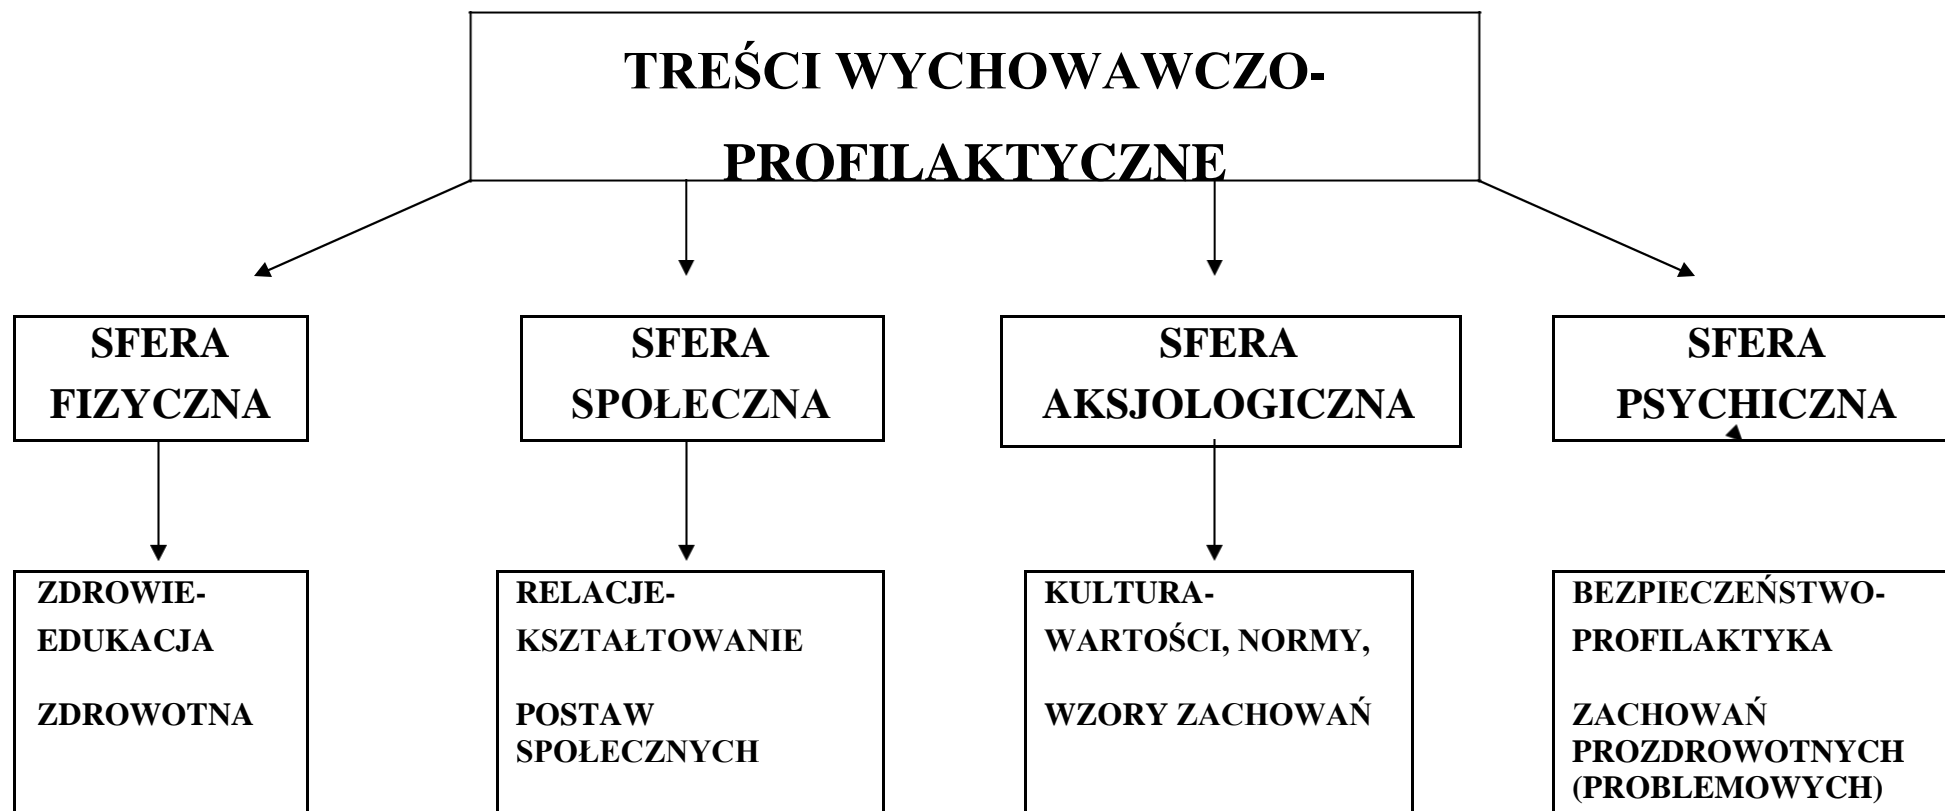 TREŚCI WYCHOWAWCZO-
PROFILAKTYCZNE
SFERA
FIZYCZNA
SFERA
SPOŁECZNA
SFERA
AKSJOLOGICZNA
SFERA
PSYCHICZNA
ZDROWIE-
EDUKACJA
ZDROWOTNA
RELACJE-
KSZTAŁTOWANIE
POSTAW
SPOŁECZNYCH
KULTURA-
WARTOŚCI, NORMY,
WZORY ZACHOWAŃ
BEZPIECZEŃSTWO-
PROFILAKTYKA
ZACHOWAŃ
PROZDROWOTNYCH
(PROBLEMOWYCH)